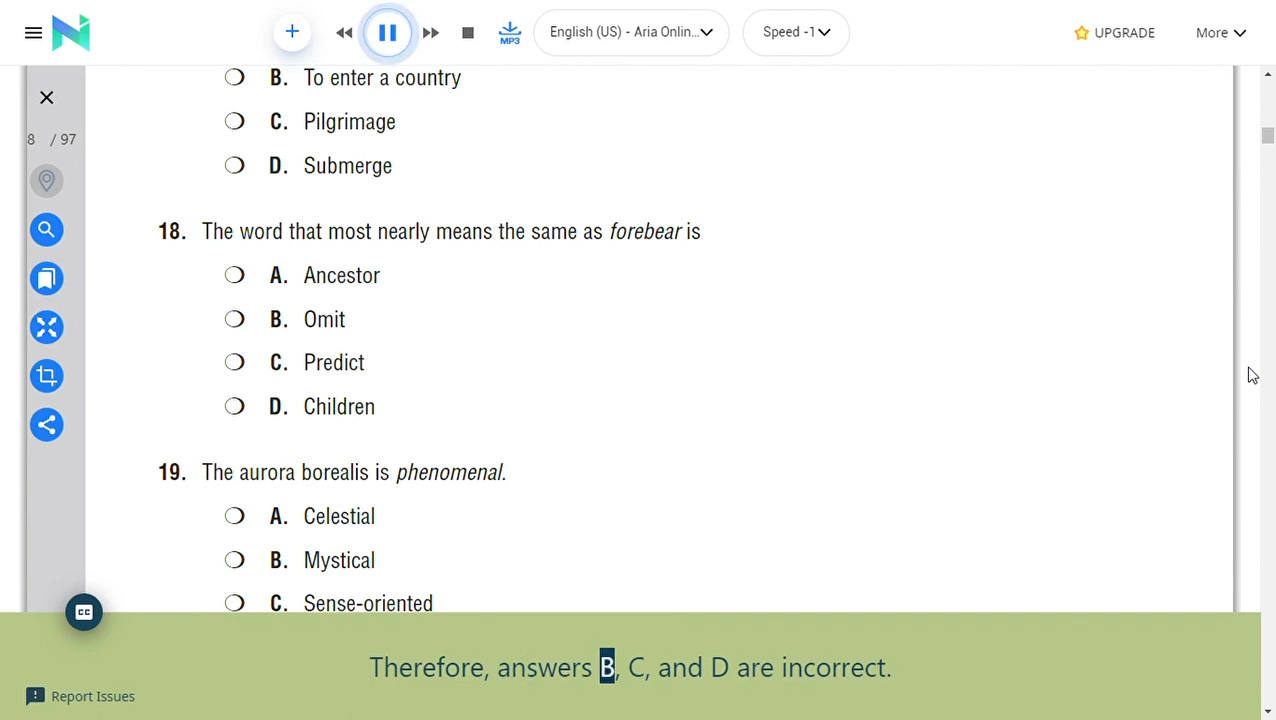 MP3
English (US) - Aria Onlin...
Speed -1
UPGRADE
More
8 / 97
B. To enter a country
C. Pilgrimage
D. Submerge
18. The word that most nearly means the same as forebear is
A. Ancestor
B. Omit
C. Predict
D. Children
19. The aurora borealis is phenomenal.
A. Celestial
B. Mystical
C. Sense-oriented
CC
Therefore, answers B, C, and D are incorrect.
Report Issues